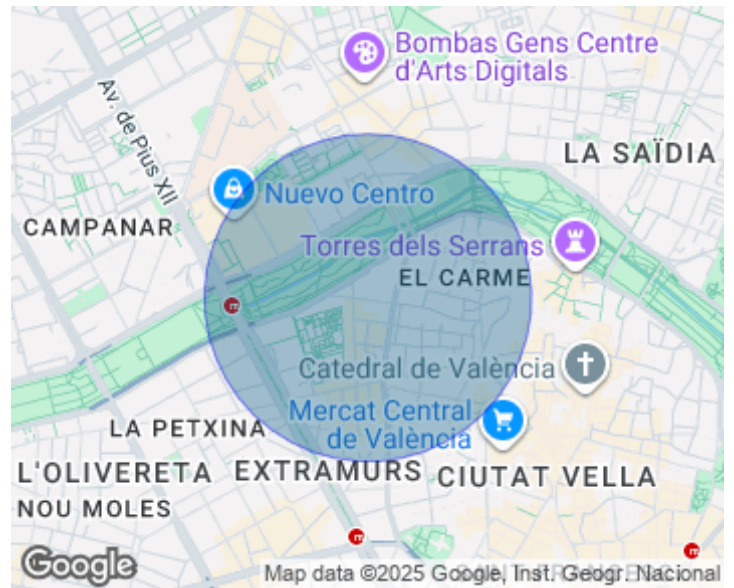 Bombas Gens Centre
d'Arts Digitals
Av. de Pius XII
LA SAÏDIA
Nuevo Centro
CAMPANAR
Torres dels Serrans
EL CARME
Catedral de València
Mercat Central
de València
LA PETXINA
L'OLIVERETA
EXTRAMURS
CIUTAT VELLA
NOU MOLES
Google
Map data ©2025 Google, Inst. Geogr. Nacional